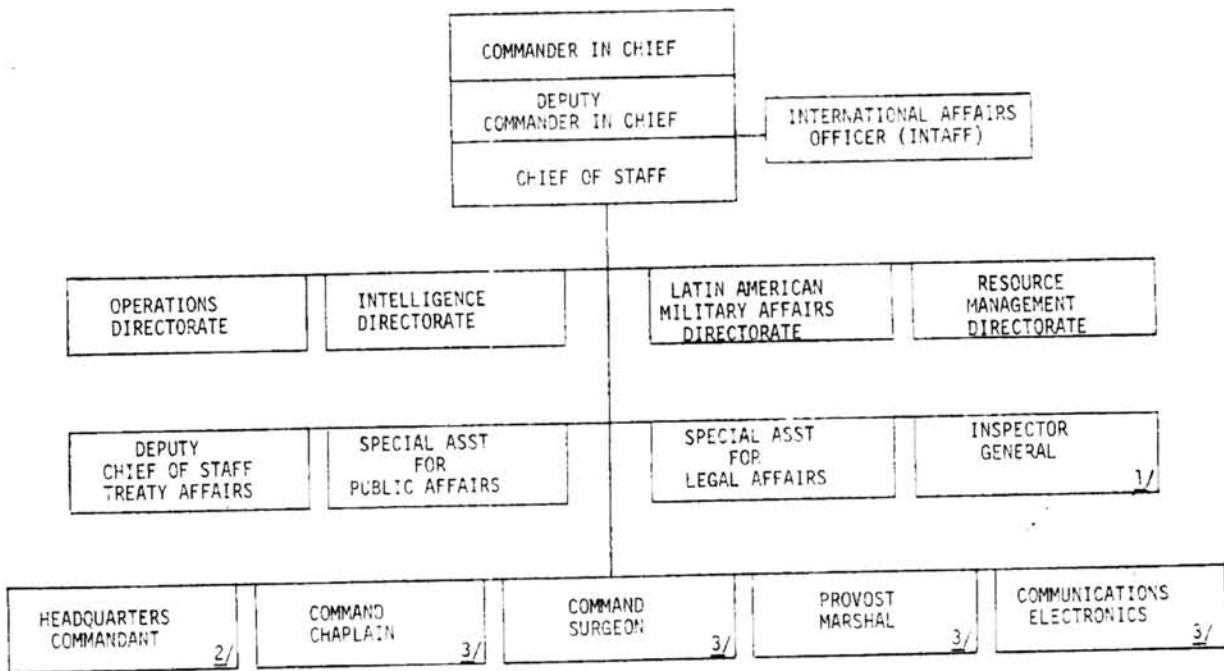 COMMANDER IN CHIEF
DEPUTY
COMMANDER IN CHIEF
CHIEF OF STAFF
INTERNATIONAL AFFAIRS
OFFICER (INTAFF)
OPERATIONS
DIRECTORATE
INTELLIGENCE
DIRECTORATE
LATIN AMERICAN
MILITARY AFFAIRS
DIRECTORATE
RESOURCE
MANAGEMENT
DIRECTORATE
DEPUTY
CHIEF OF STAFF
TREATY AFFAIRS
SPECIAL ASST
FOR
PUBLIC AFFAIRS
SPECIAL ASST
FOR
LEGAL AFFAIRS
INSPECTOR
GENERAL
1/
HEADQUARTERS
COMMANDANT
2/
COMMAND
CHAPLAIN
3/
COMMAND
SURGEON
3/
PROVOST
MARSHAL
3/
COMMUNICATIONS
ELECTRONICS
3/